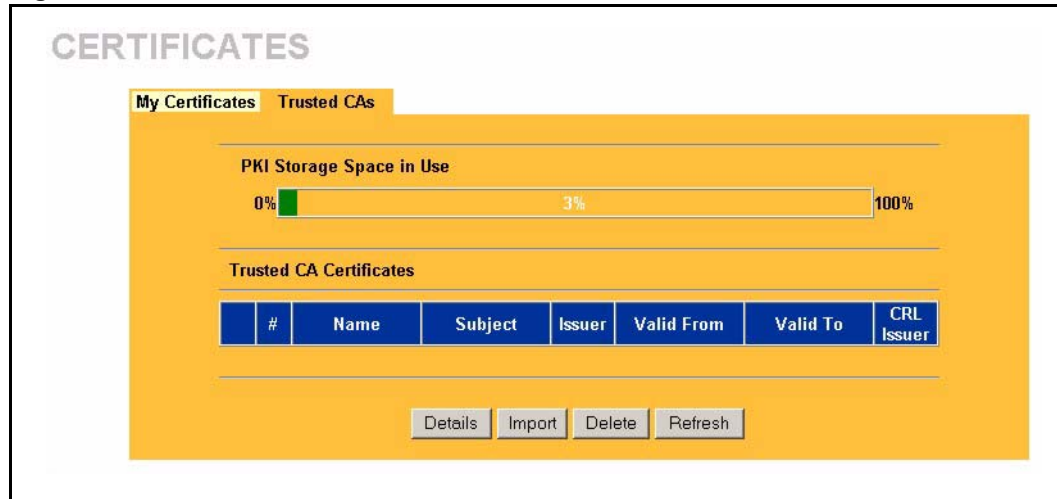 CERTIFICATES
My Certificates Trusted CAs
PKI Storage Space in Use
0% 3% 100%
Trusted CA Certificates
# Name Subject Issuer Valid From Valid To CRL Issuer
Details Import Delete Refresh